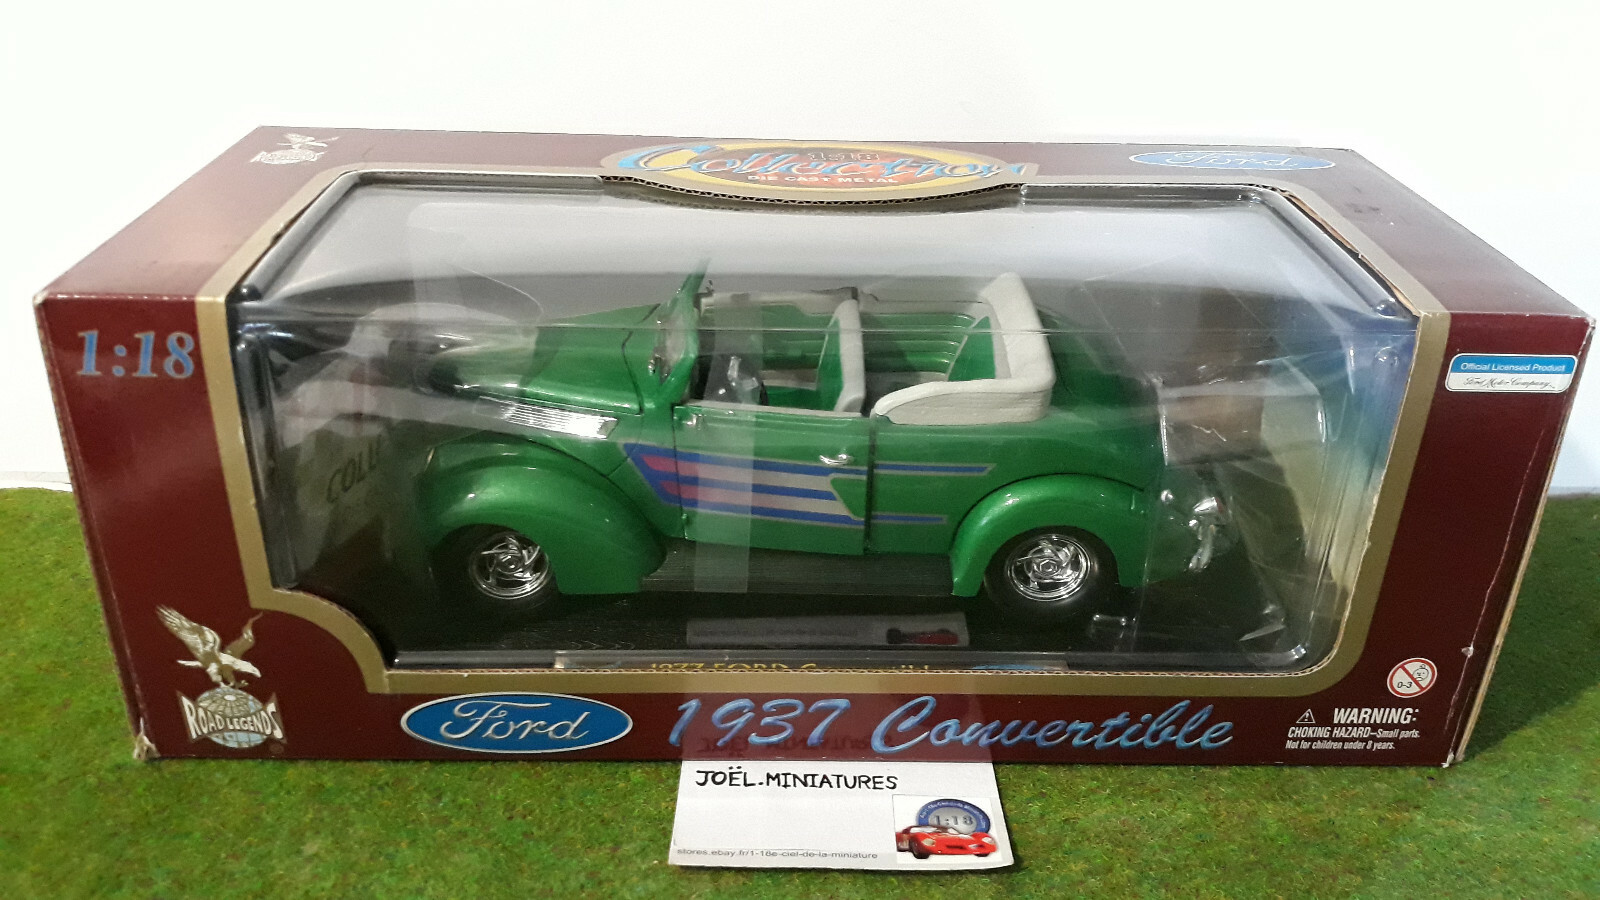 1:18
Collection
DIE CAST METAL
Ford
1:18
Official Licensed Product
Ford Motor Company
COLL
ROAD LEGENDS
®
Ford
1937 Convertible
0-3
WARNING:
CHOKING HAZARD–Small parts.
Not for children under 8 years.
JOËL.MINIATURES
1:18
stores.ebay.fr/1-18e-ciel-de-la-miniature